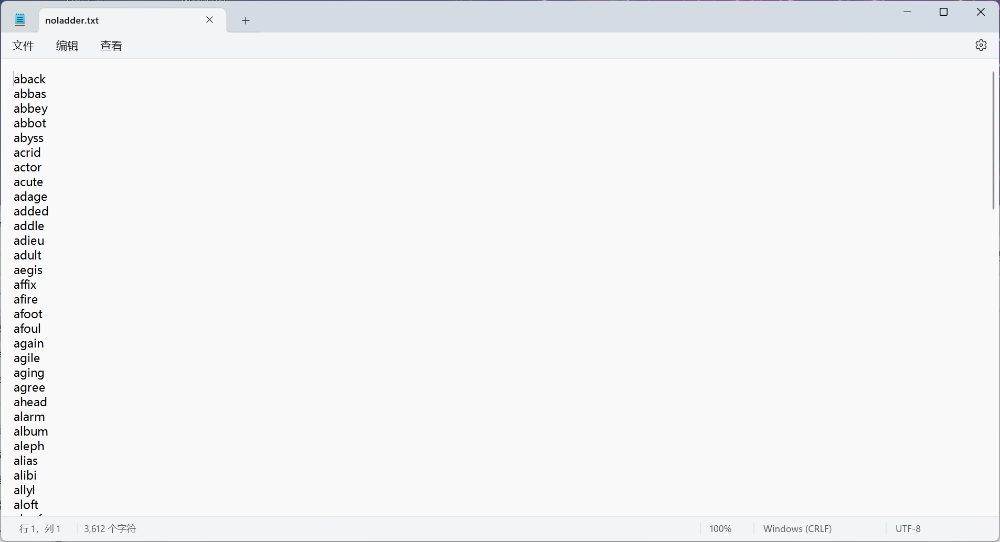 noladder.txt
文件 编辑 查看
aback
abbas
abbey
abbot
abyss
acrid
actor
acute
adage
added
addle
adieu
adult
aegis
affix
afire
afoot
afoul
again
agile
aging
agree
ahead
alarm
album
aleph
alias
alibi
allyl
aloft
行 1，列 1 3,612 个字符 100% Windows (CRLF) UTF-8